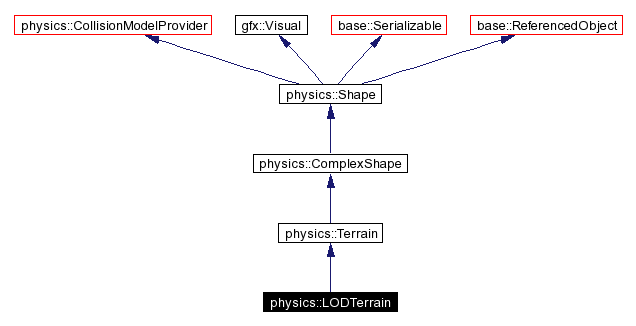 physics::CollisionModelProvider gfx::Visual base::Serializable base::ReferencedObject
physics::Shape
physics::ComplexShape
physics::Terrain
physics::LODTerrain